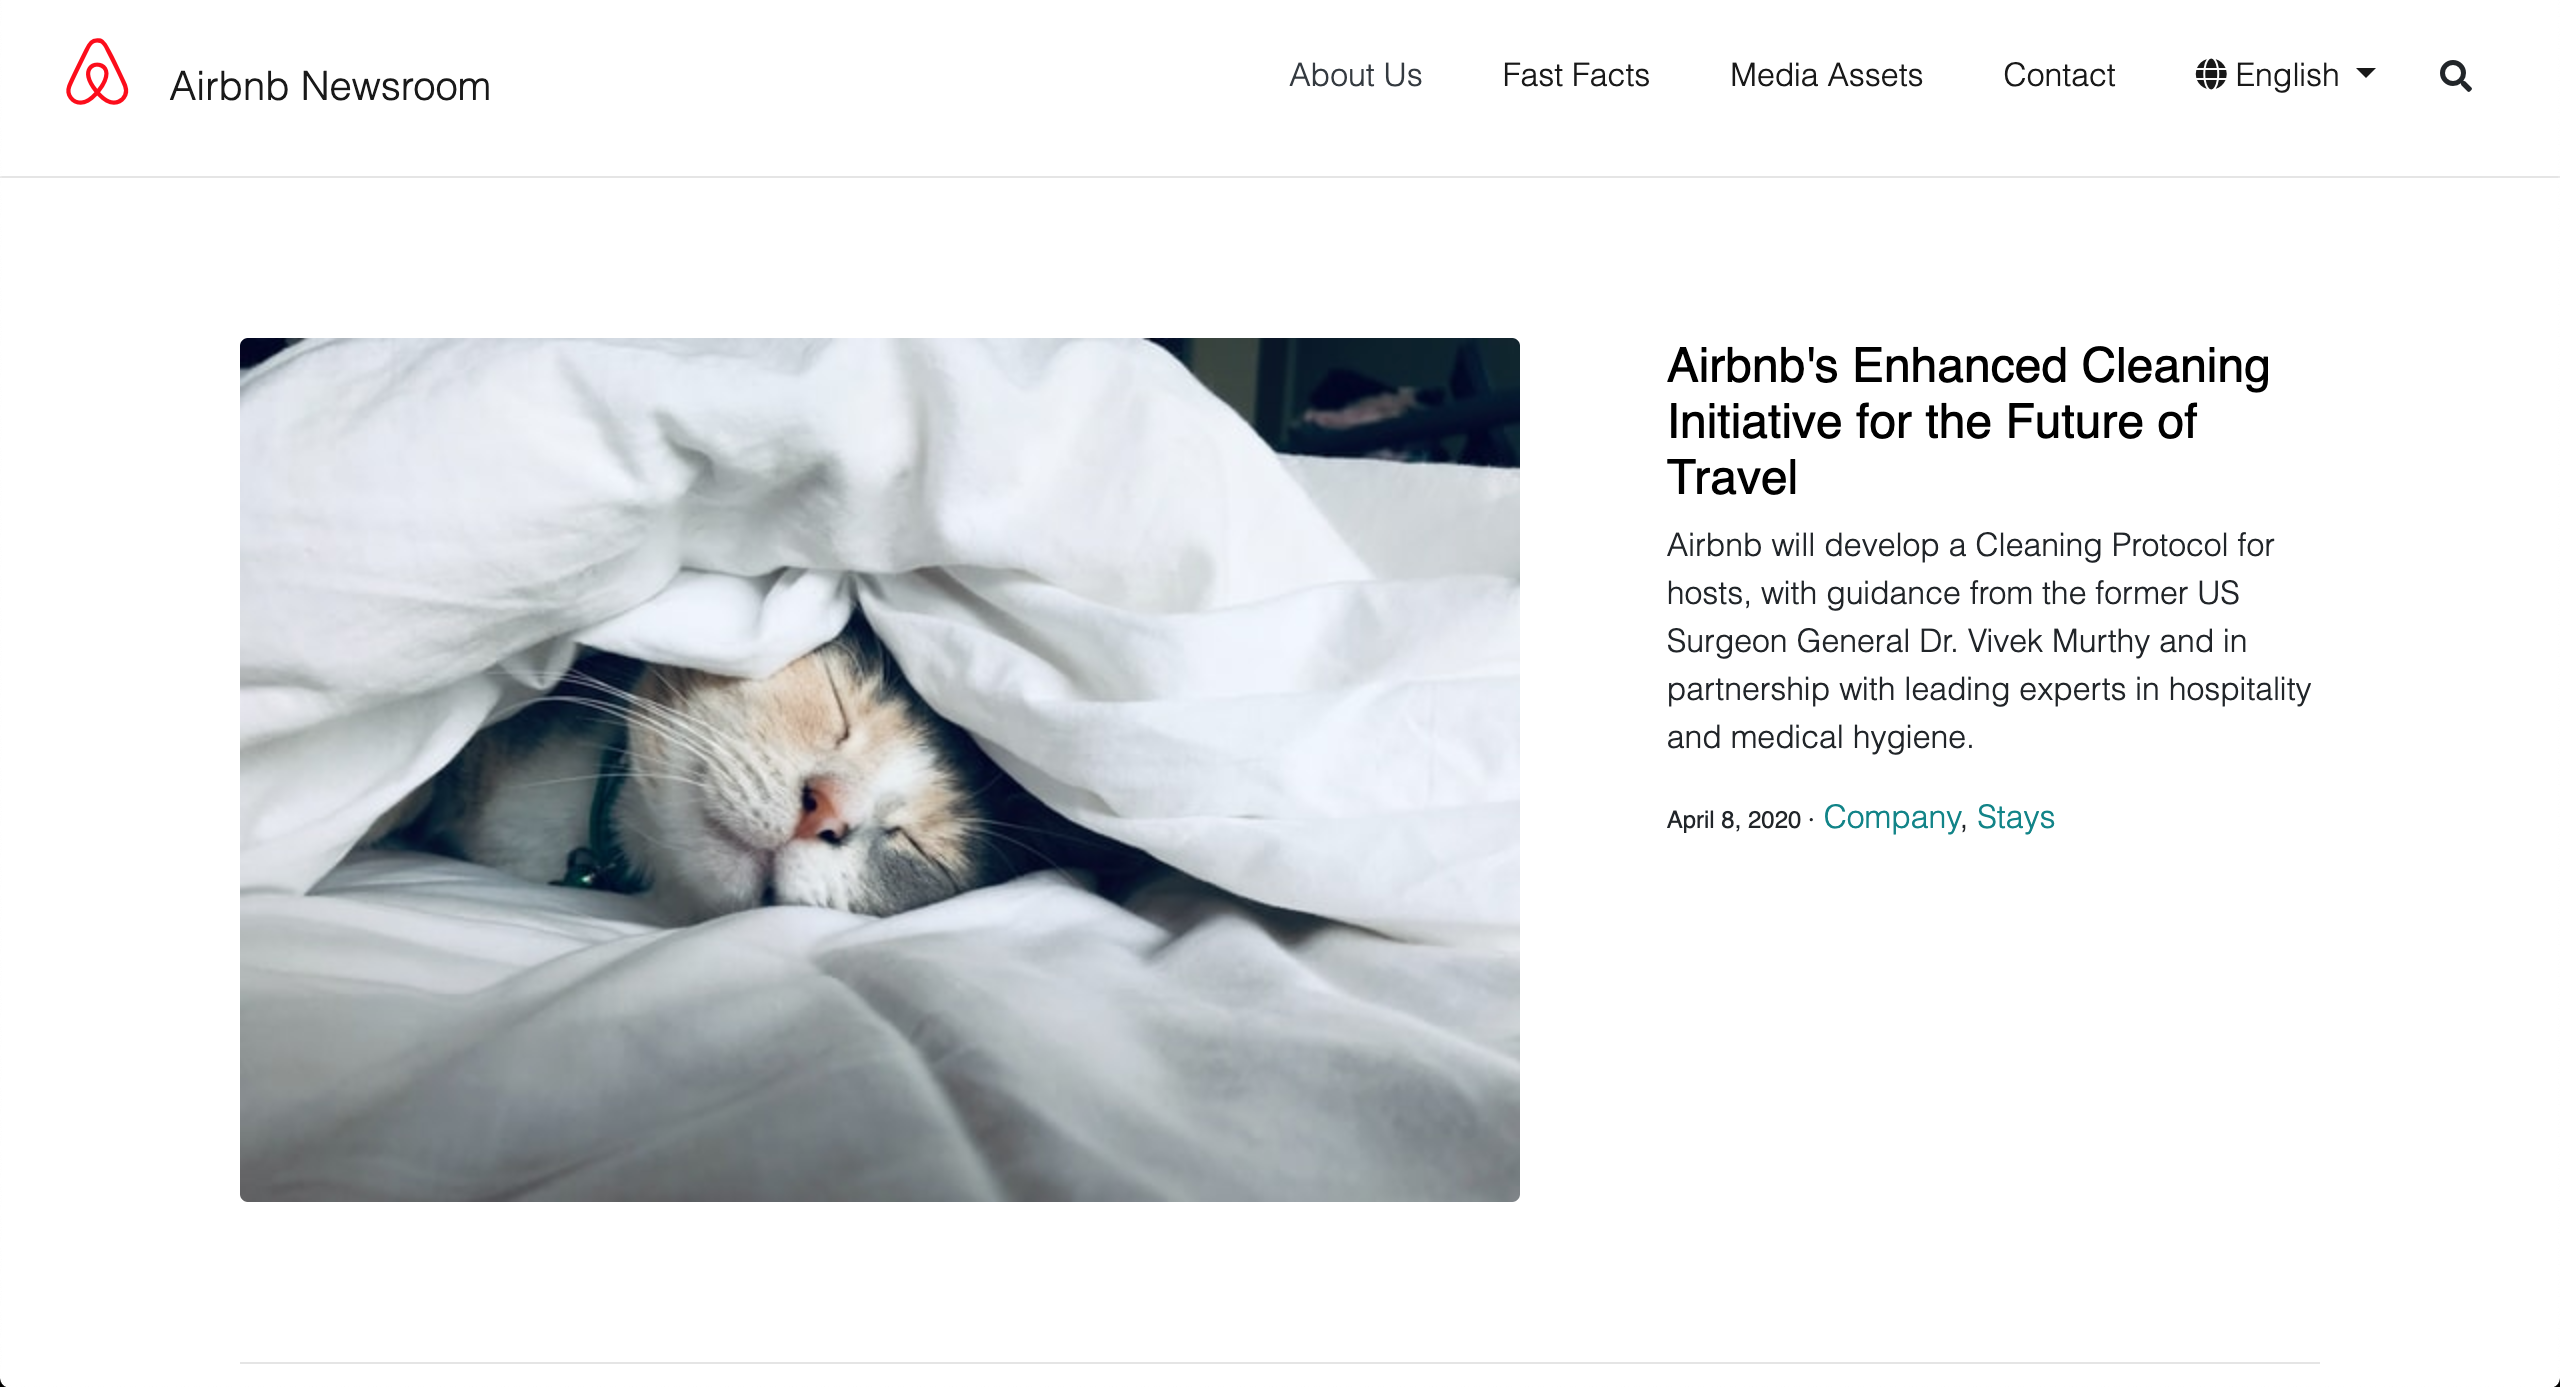 Airbnb Newsroom
About Us
Fast Facts
Media Assets
Contact
English
Airbnb's Enhanced Cleaning
Initiative for the Future of
Travel
Airbnb will develop a Cleaning Protocol for
hosts, with guidance from the former US
Surgeon General Dr. Vivek Murthy and in
partnership with leading experts in hospitality
and medical hygiene.
April 8, 2020 · Company, Stays